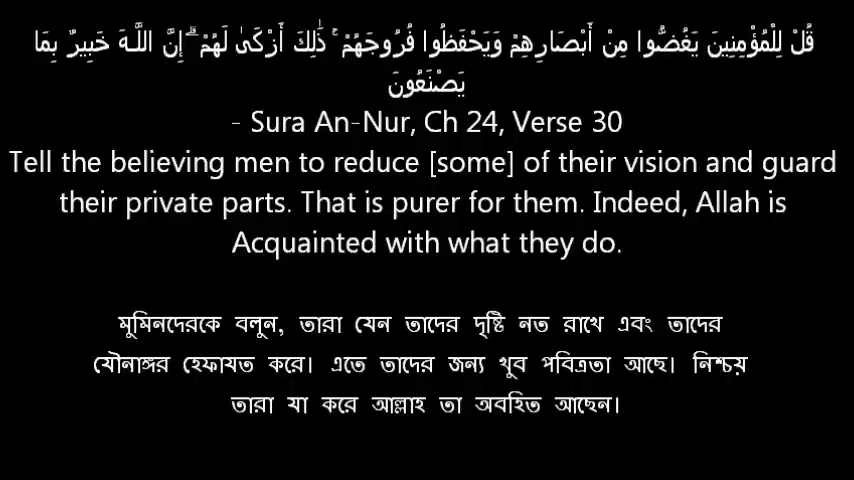 قُلْ لِلْمُؤْمِنِينَ يَغُضُّوا مِنْ أَبْصَارِهِمْ وَيَحْفَظُوا فُرُوجَهُمْ ۚ ذَٰلِكَ أَزْكَىٰ لَهُمْ ۗ إِنَّ اللَّـهَ خَبِيرٌ بِمَا
يَصْنَعُونَ
- Sura An-Nur, Ch 24, Verse 30
Tell the believing men to reduce [some] of their vision and guard
their private parts. That is purer for them. Indeed, Allah is
Acquainted with what they do.
মুমিনদেরকে বলুন, তারা যেন তাদের দৃষ্টি নত রাখে এবং তাদের
যৌনাঙ্গর হেফাযত করে। এতে তাদের জন্য খুব পবিত্রতা আছে। নিশ্চয়
তারা যা করে আল্লাহ তা অবহিত আছেন।